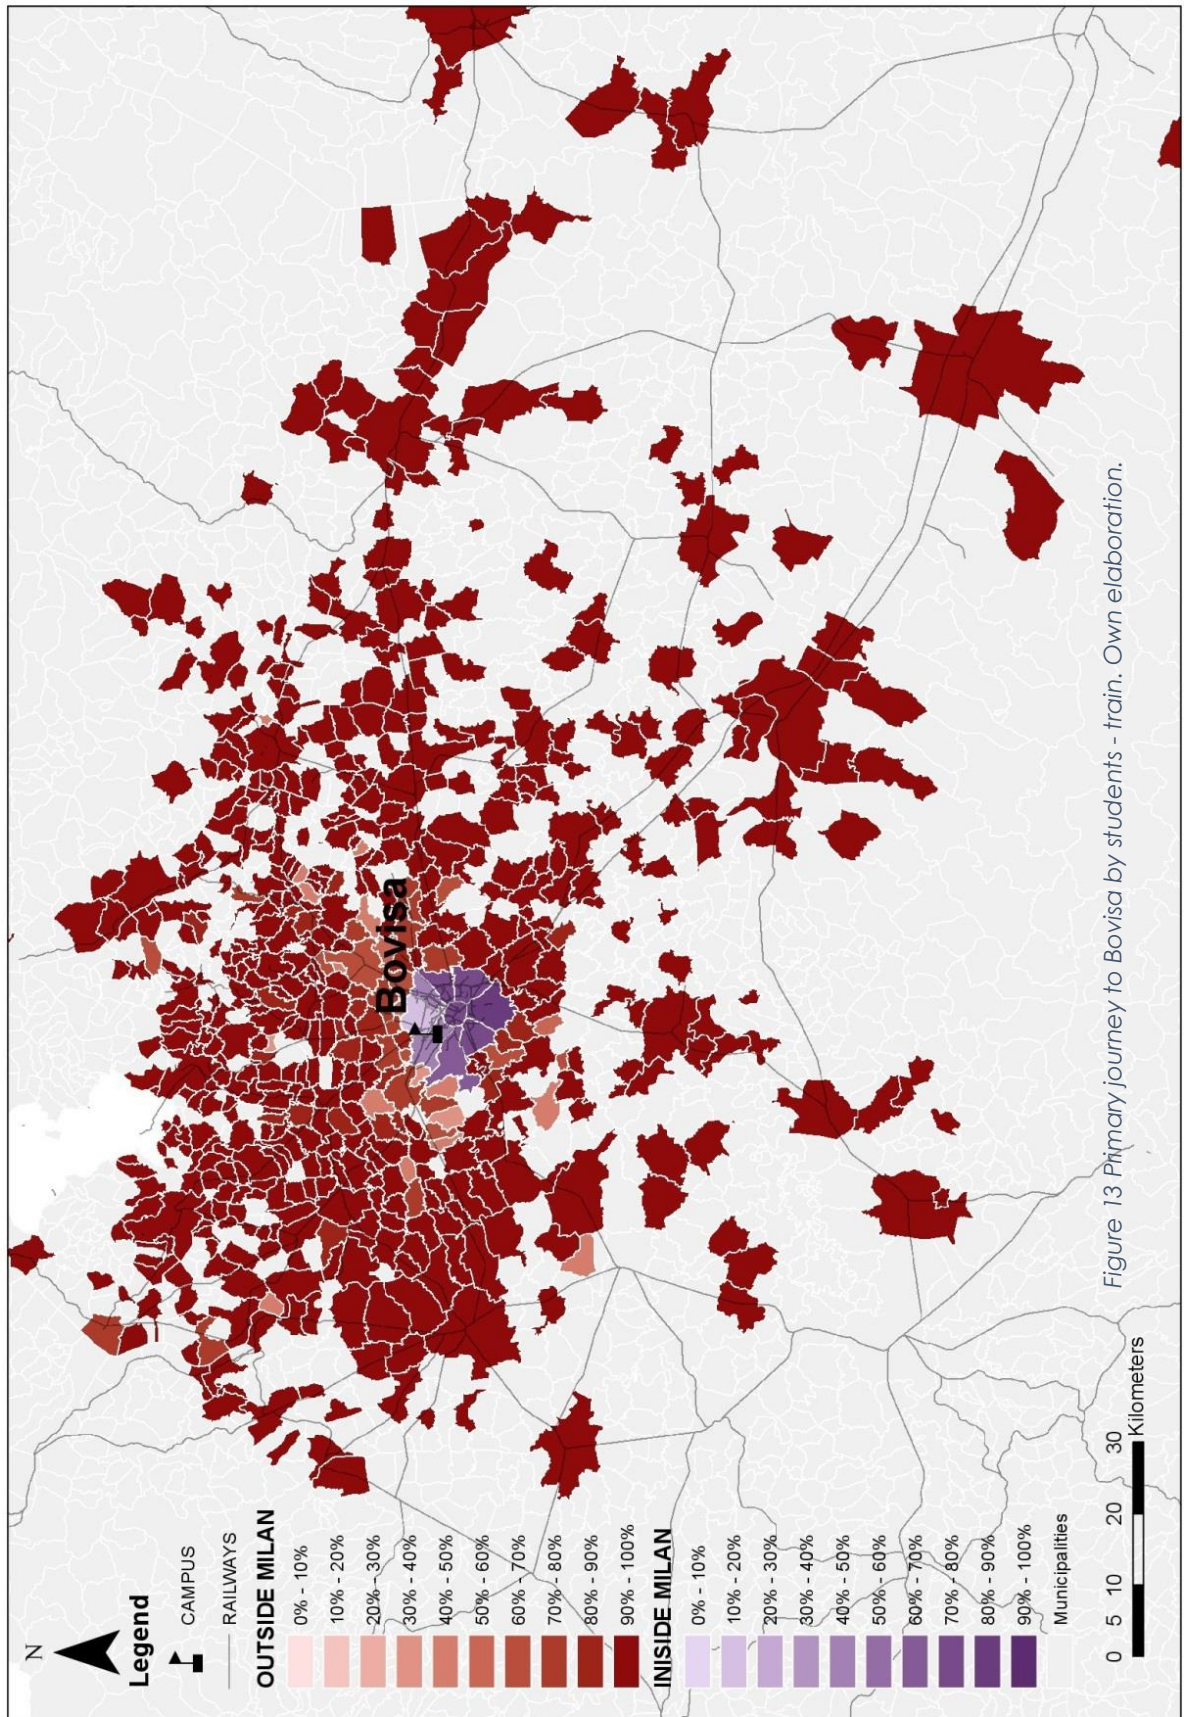 N
Legend
CAMPUS
RAILWAYS
OUTSIDE MILAN
0% - 10%
10% - 20%
20% - 30%
30% - 40%
40% - 50%
50% - 60%
60% - 70%
70% - 80%
80% - 90%
90% - 100%
INISIDE MILAN
0% - 10%
10% - 20%
20% - 30%
30% - 40%
40% - 50%
50% - 60%
60% - 70%
70% - 80%
80% - 90%
90% - 100%
Municipalities
0 5 10 20 30
Kilometers
Bovisa
Figure 13 Primary journey to Bovisa by students - train. Own elaboration.